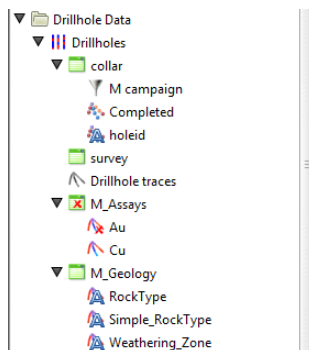 Drillhole Data
Drillholes
collar
M campaign
Completed
holeid
survey
Drillhole traces
M_Assays
Au
Cu
M_Geology
RockType
Simple_RockType
Weathering_Zone